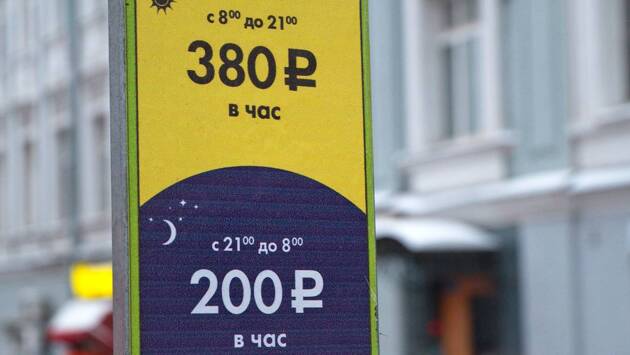 с 8⁰⁰ до 21⁰⁰
380 ₽
в час
с 21⁰⁰ до 8⁰⁰
200 ₽
в час